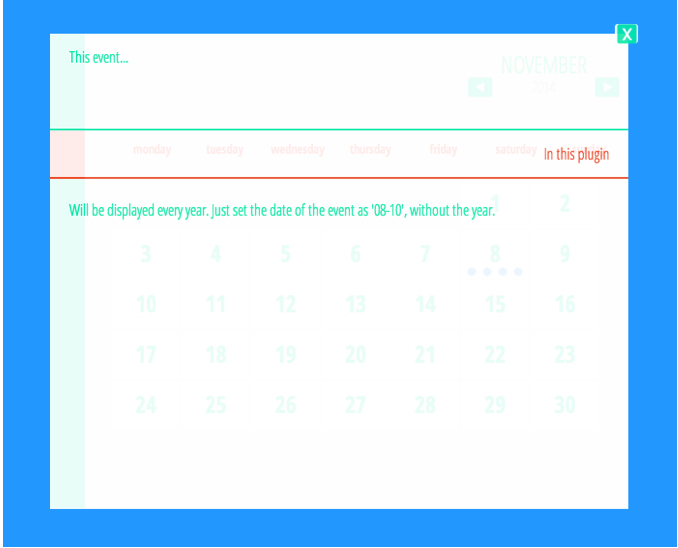 X
This event...
NOVEMBER
2014
monday tuesday wednesday thursday friday saturday
In this plugin
1 2
Will be displayed every year. Just set the date of the event as '08-10', without the year.
3 4 5 6 7 8 9
10 11 12 13 14 15 16
17 18 19 20 21 22 23
24 25 26 27 28 29 30